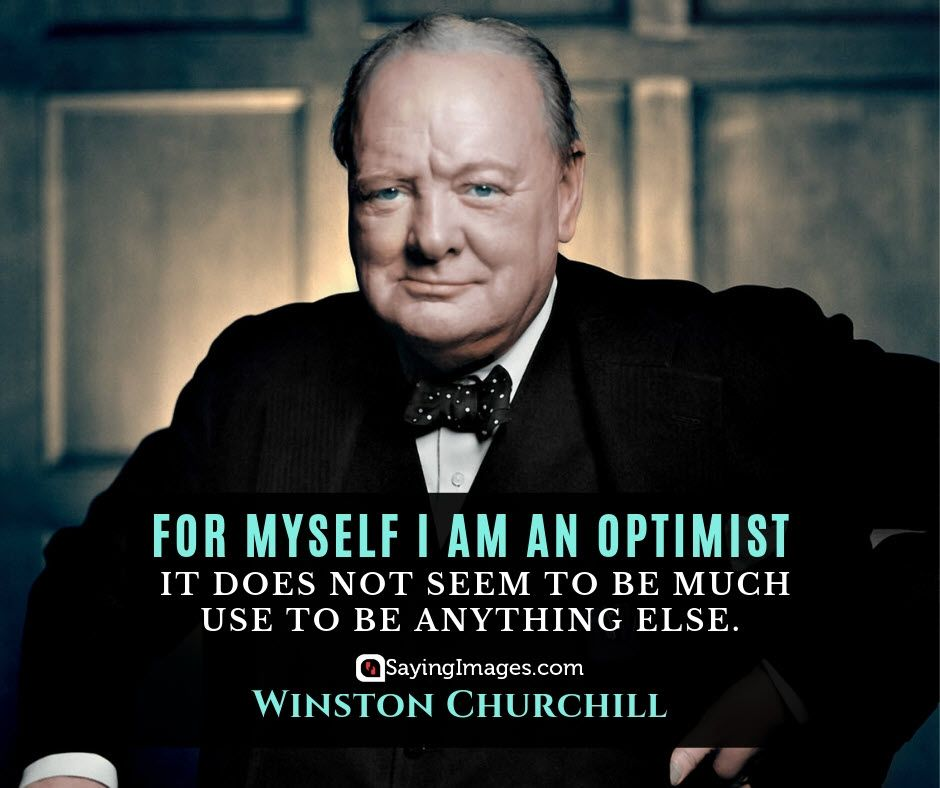 FOR MYSELF I AM AN OPTIMIST
IT DOES NOT SEEM TO BE MUCH
USE TO BE ANYTHING ELSE.
SayingImages.com
WINSTON CHURCHILL